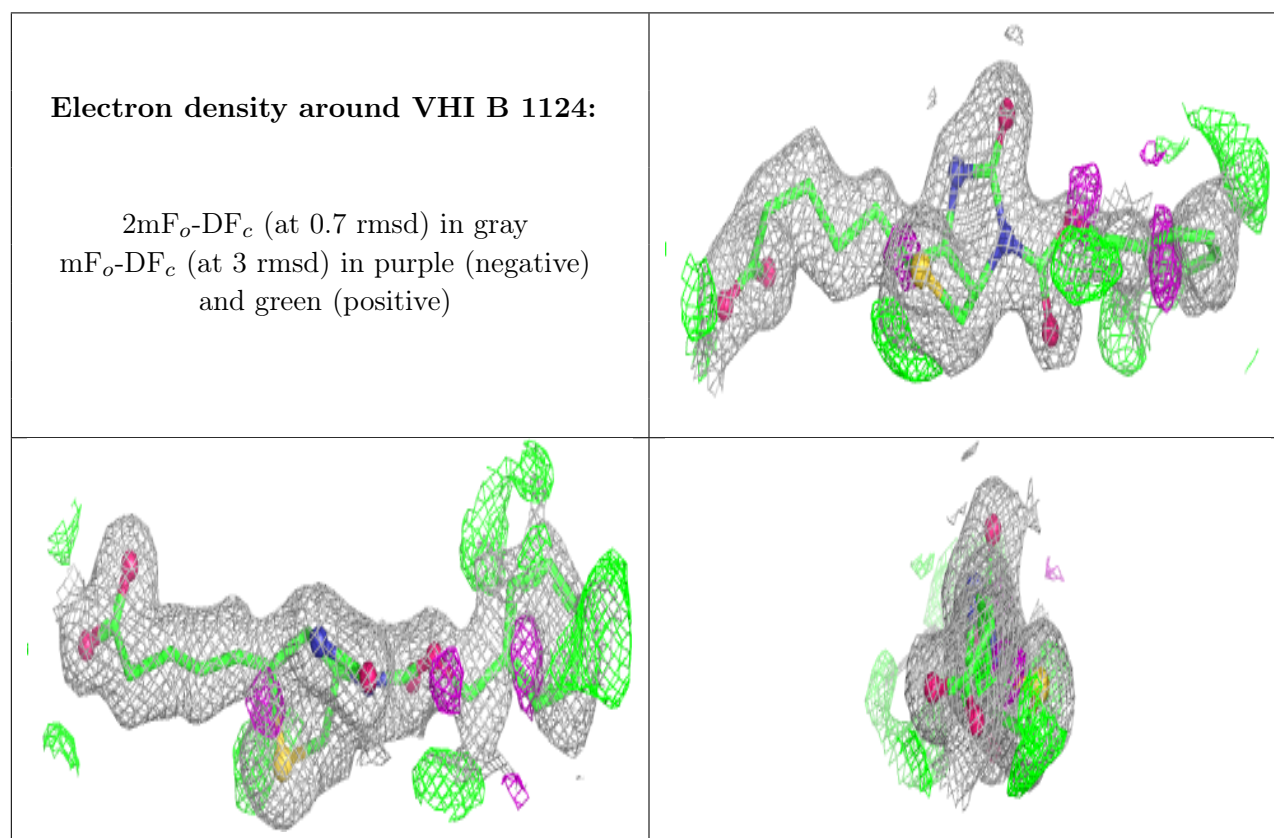 Electron density around VHI B 1124:
2mFo-DFc (at 0.7 rmsd) in gray
mFo-DFc (at 3 rmsd) in purple (negative)
and green (positive)